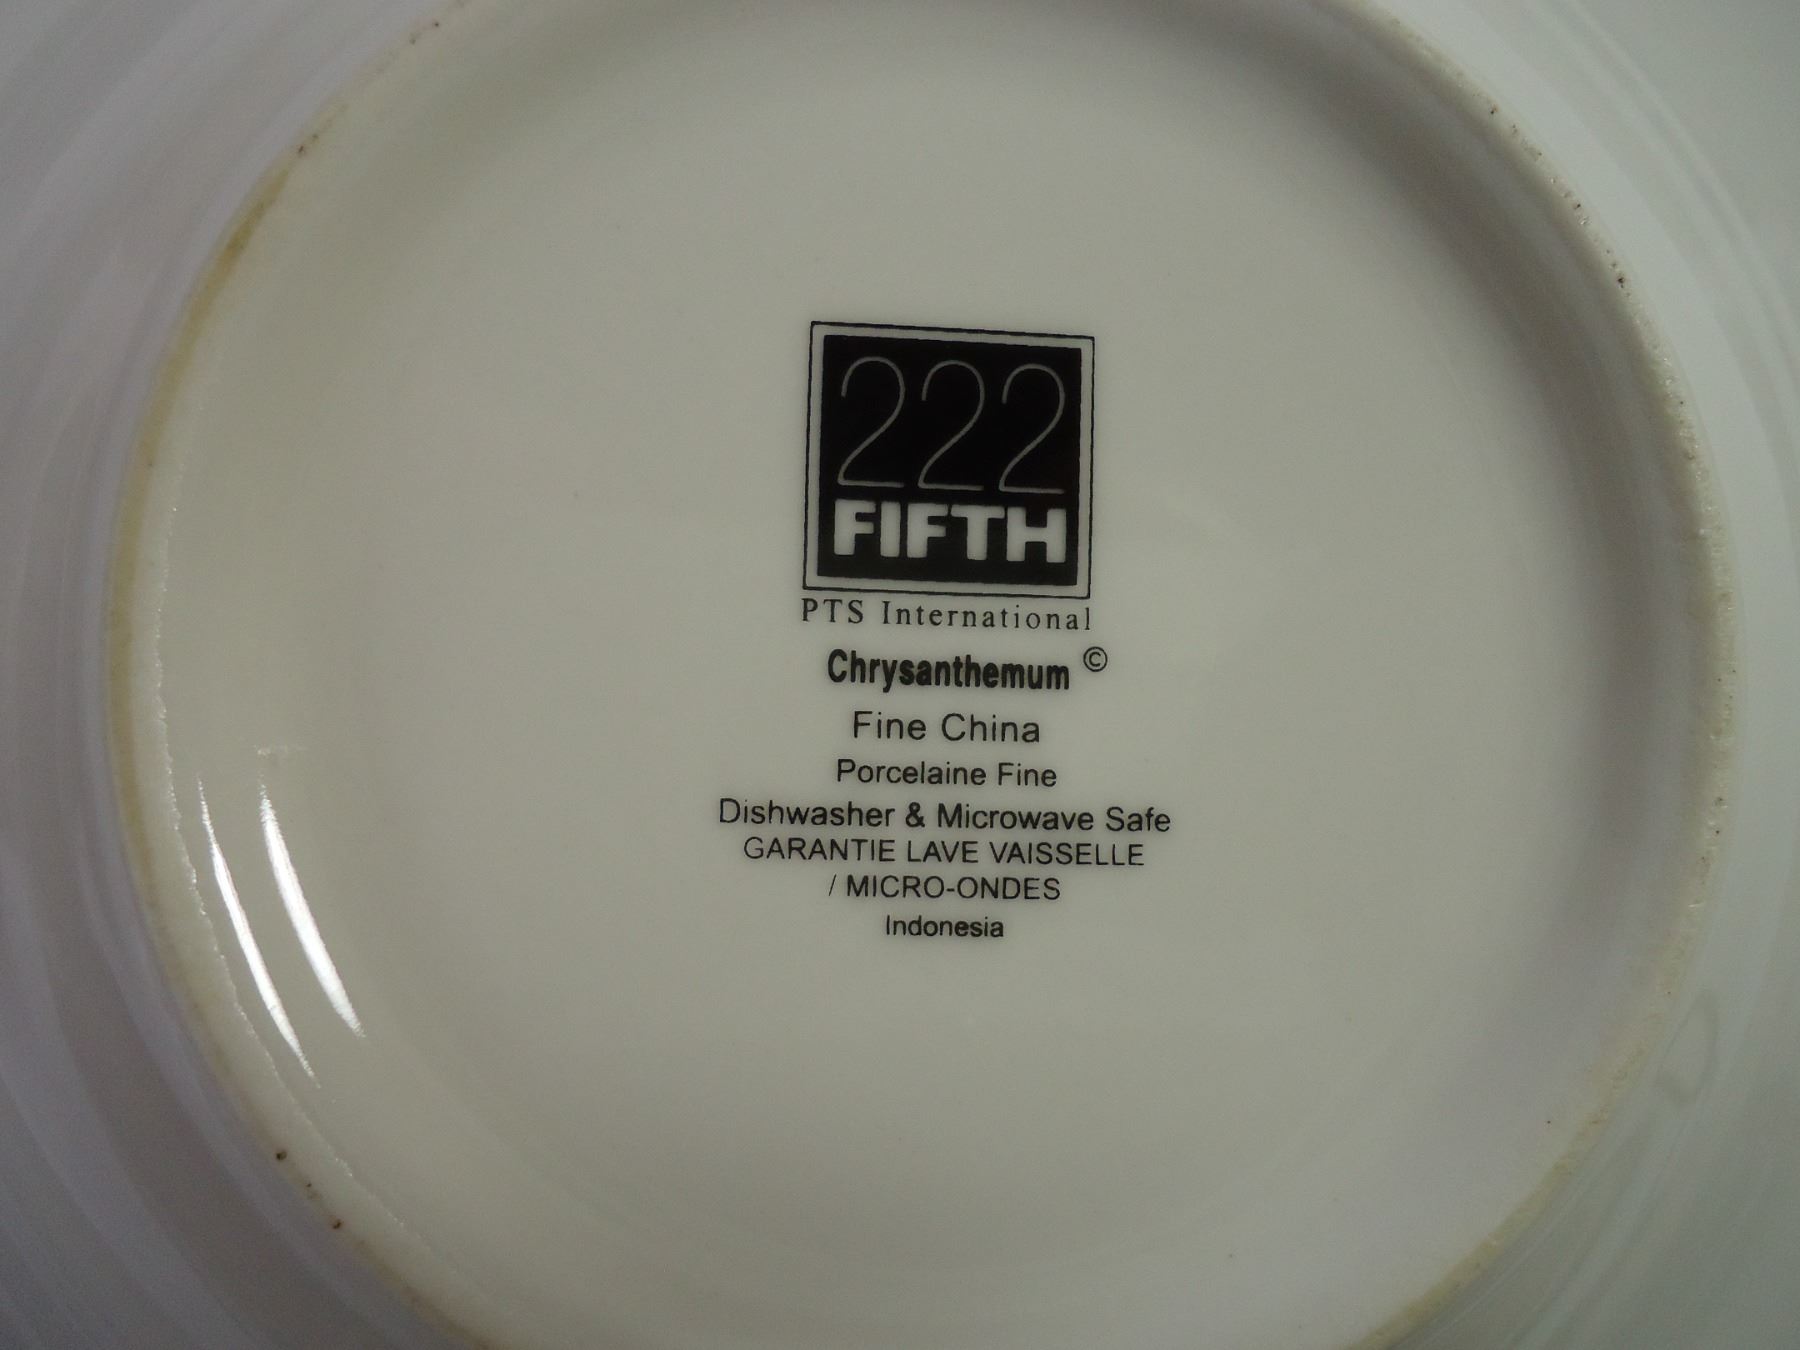 222
FIFTH
PTS International
Chrysanthemum ©
Fine China
Porcelaine Fine
Dishwasher & Microwave Safe
GARANTIE LAVE VAISSELLE
/ MICRO-ONDES
Indonesia